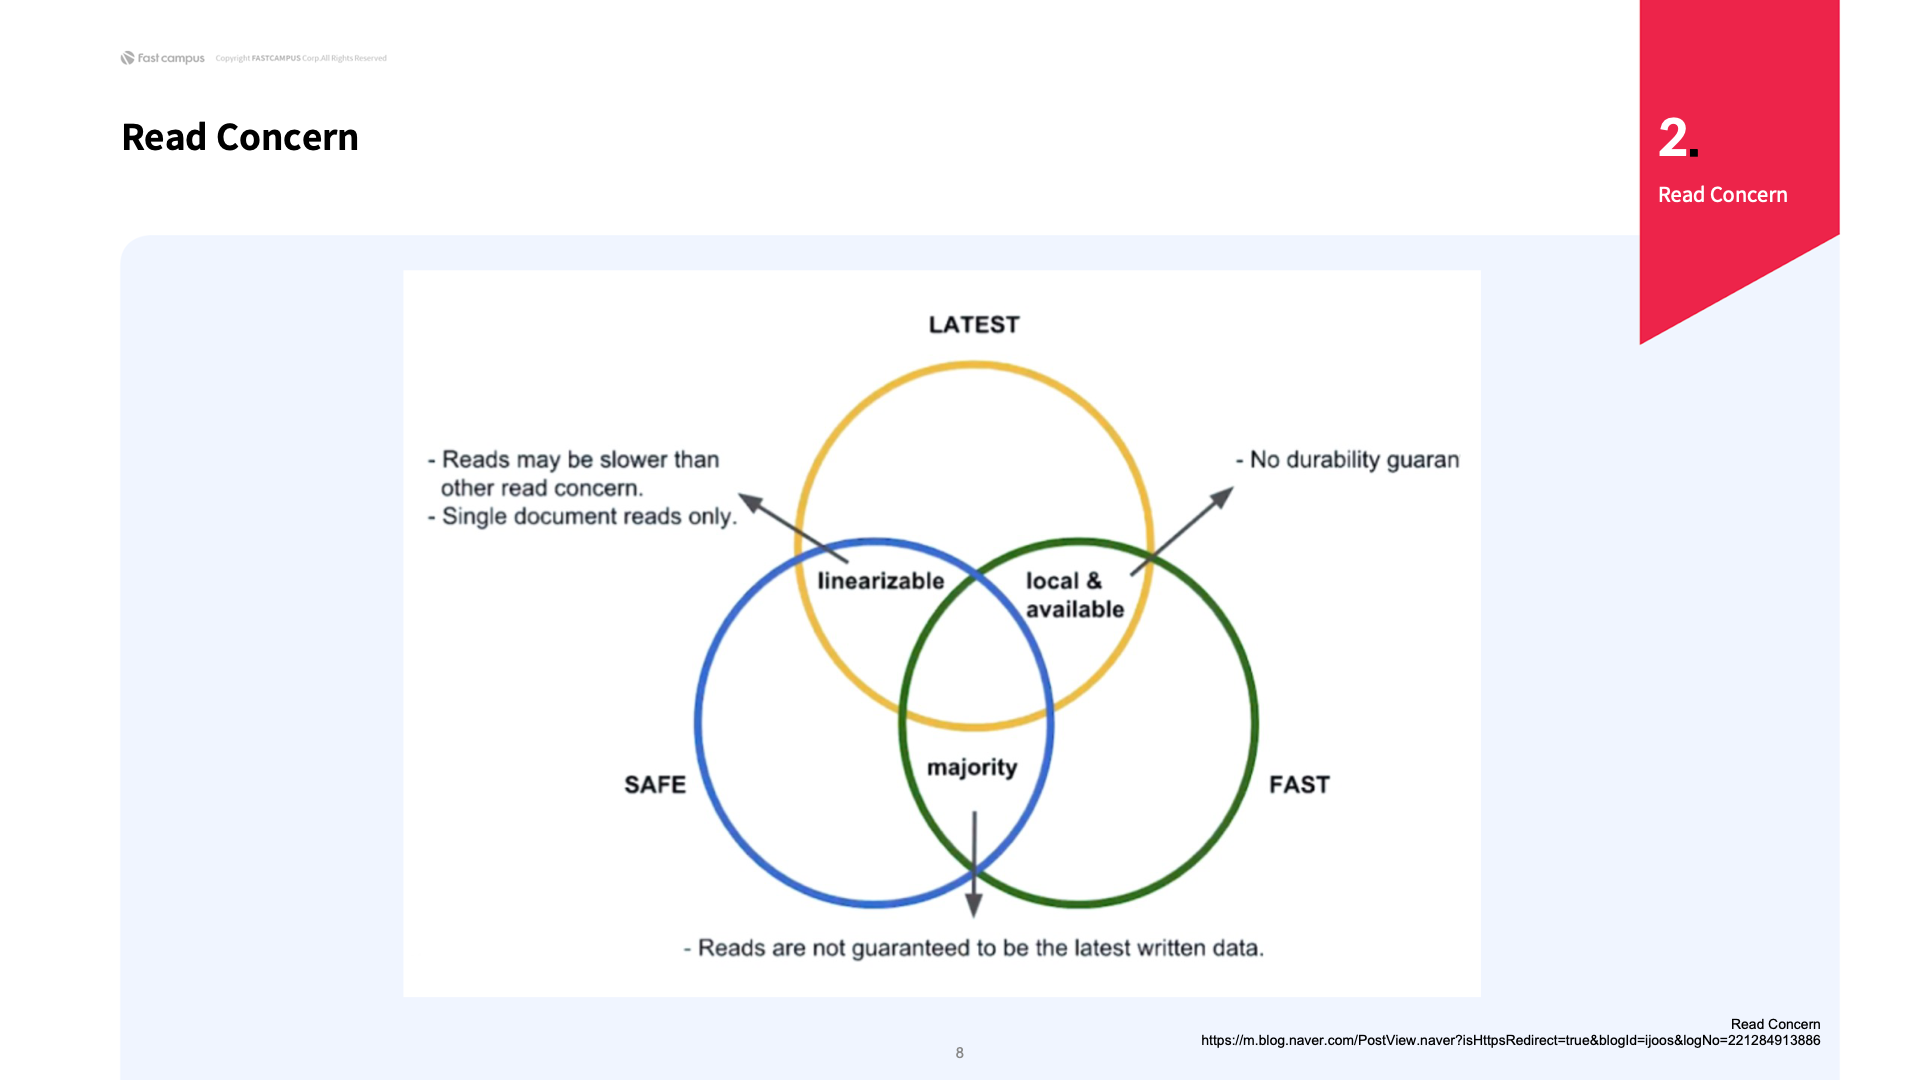 fast campus
Copyright FASTCAMPUS Corp.All Rights Reserved
Read Concern
2.
Read Concern
LATEST
- Reads may be slower than
other read concern.
- Single document reads only.
- No durability guaran
linearizable
local &
available
majority
SAFE
FAST
- Reads are not guaranteed to be the latest written data.
Read Concern
https://m.blog.naver.com/PostView.naver?isHttpsRedirect=true&blogId=ijoos&logNo=221284913886
8